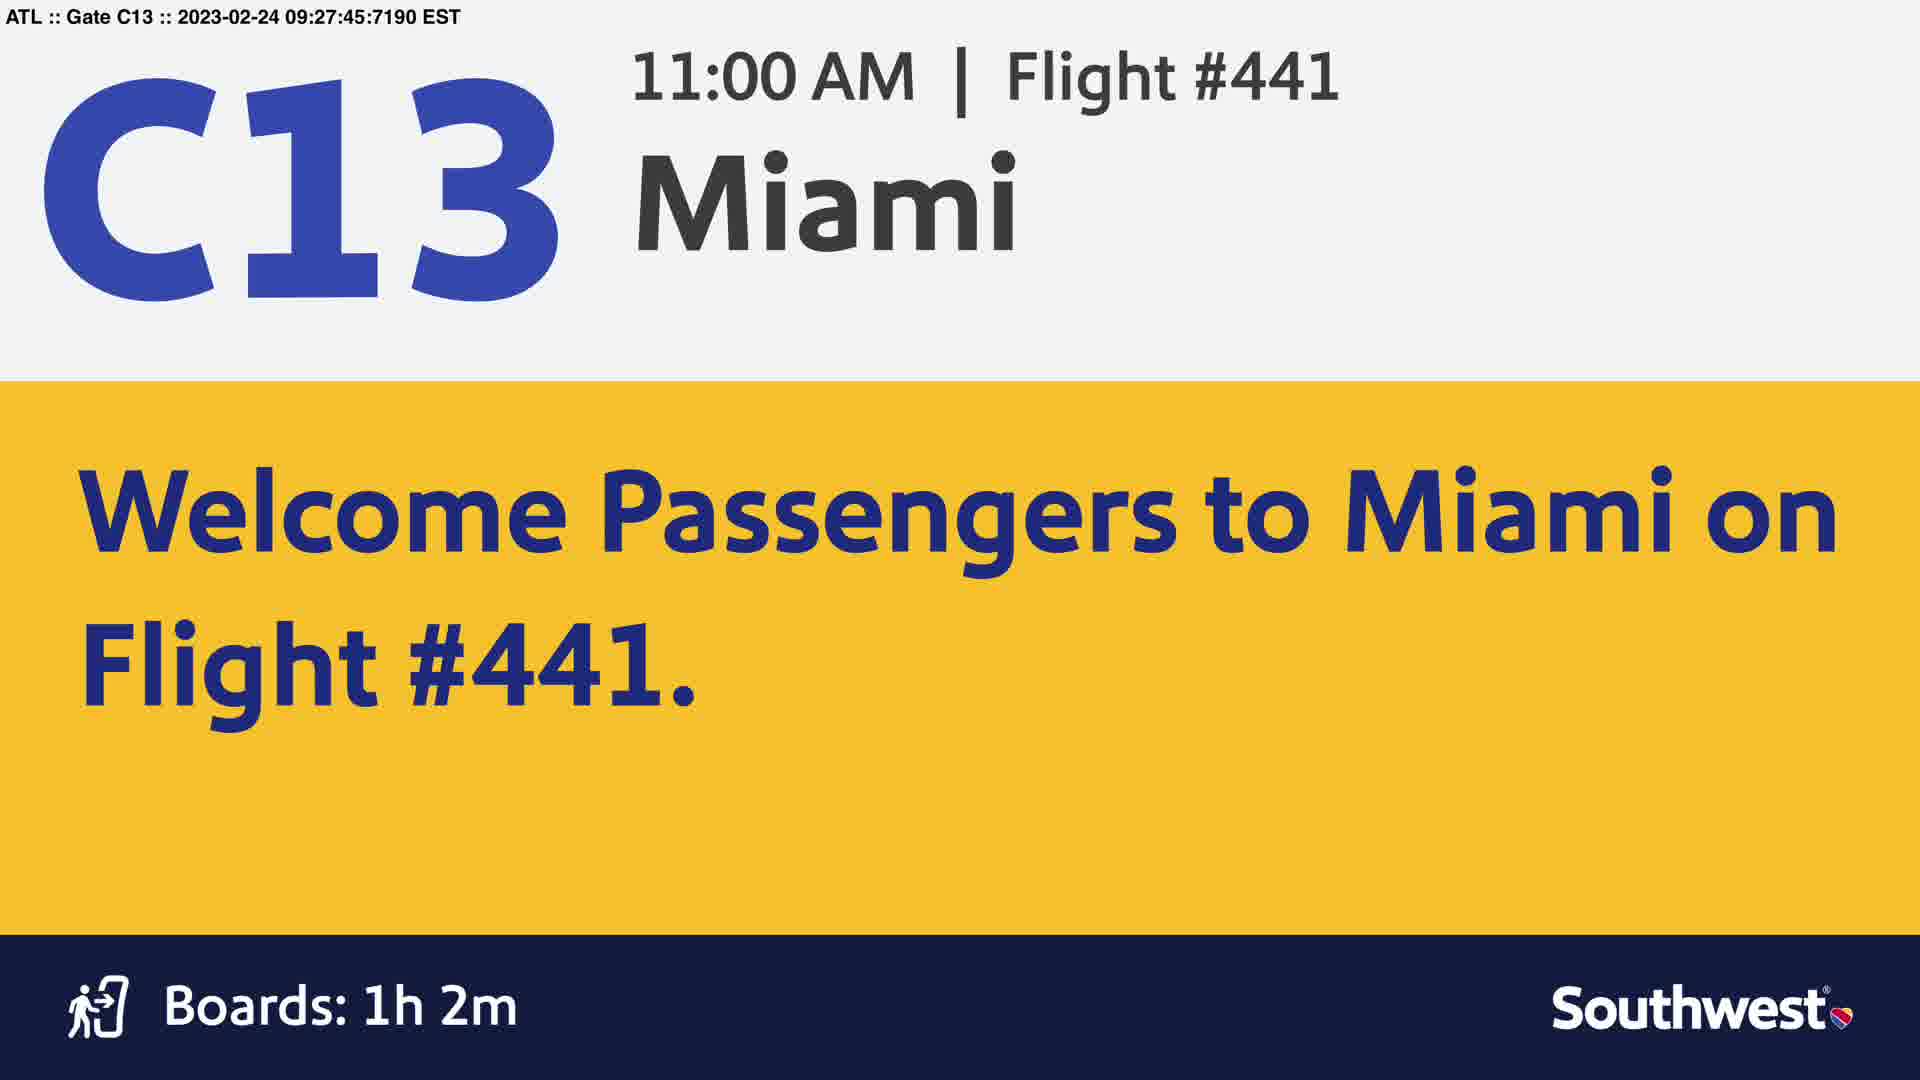 ATL :: Gate C13 :: 2023-02-24 09:27:45:7190 EST
C13
11:00 AM | Flight #441
Miami
Welcome Passengers to Miami on
Flight #441.
Boards: 1h 2m
Southwest®